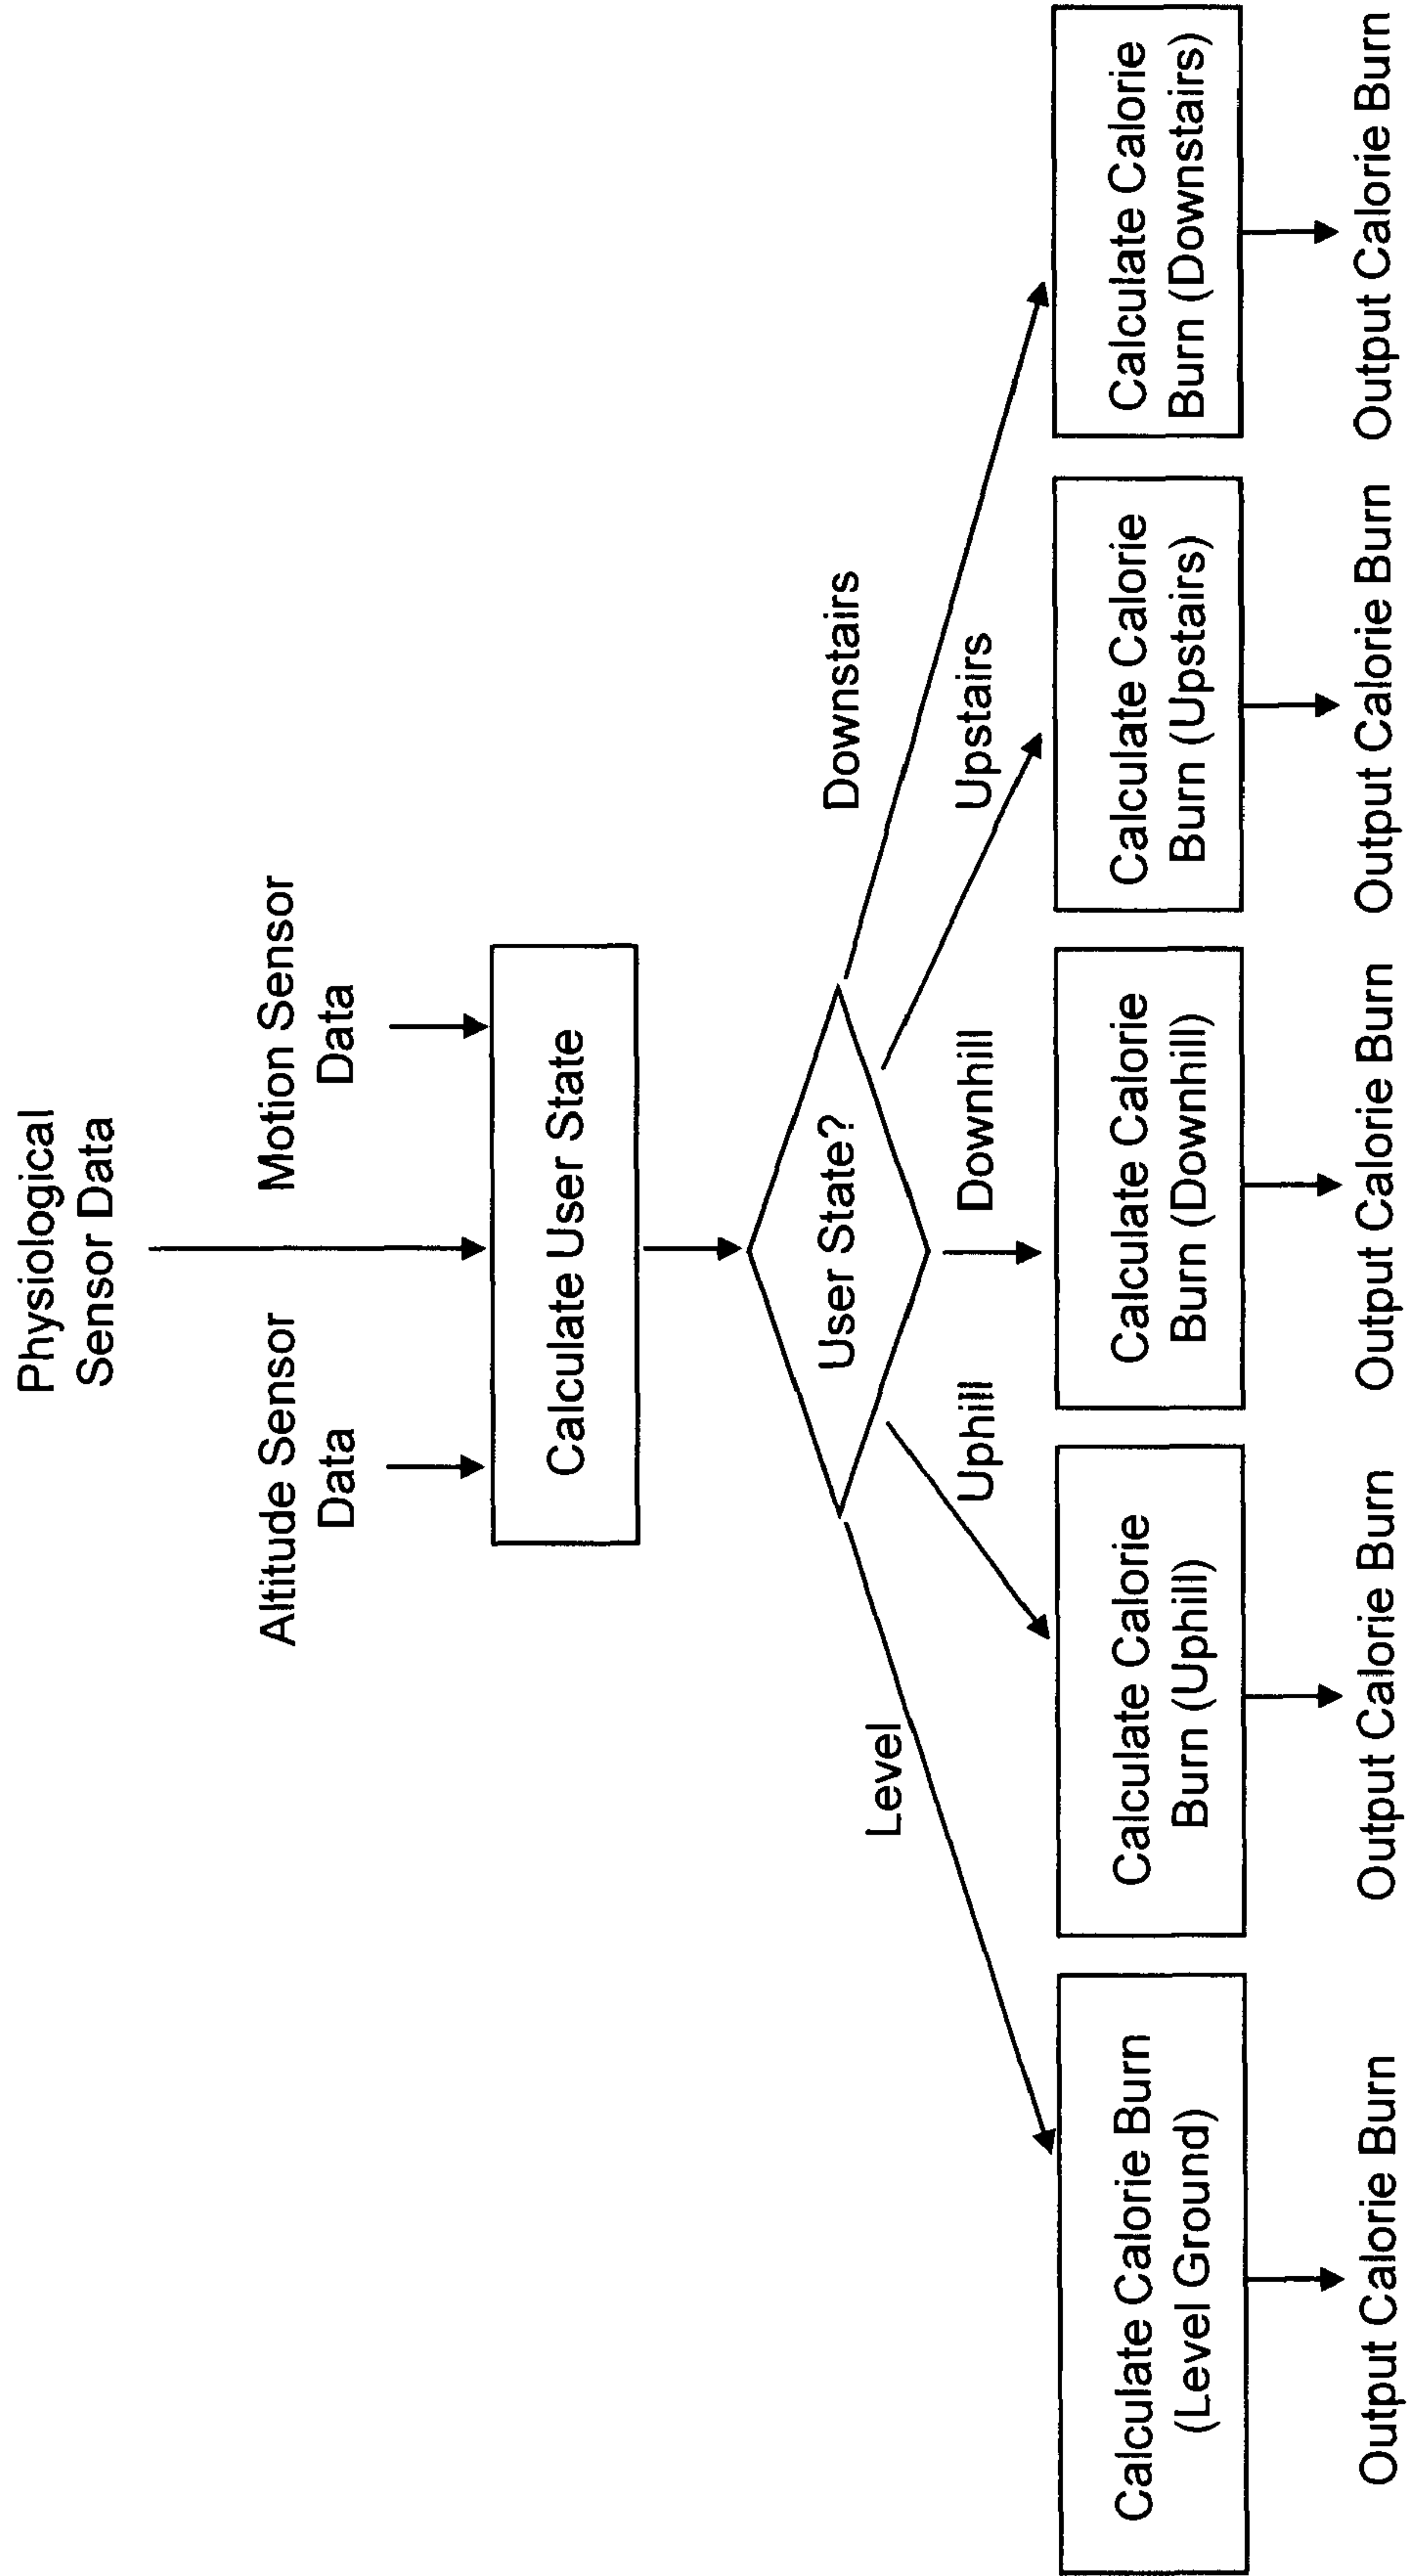 Physiological
Sensor Data
Altitude Sensor
Data
Motion Sensor
Data
Calculate User State
User State?
Level
Uphill
Downhill
Upstairs
Downstairs
Calculate Calorie Burn
(Level Ground)
Calculate Calorie
Burn (Uphill)
Calculate Calorie
Burn (Downhill)
Calculate Calorie
Burn (Upstairs)
Calculate Calorie
Burn (Downstairs)
Output Calorie Burn
Output Calorie Burn
Output Calorie Burn
Output Calorie Burn
Output Calorie Burn